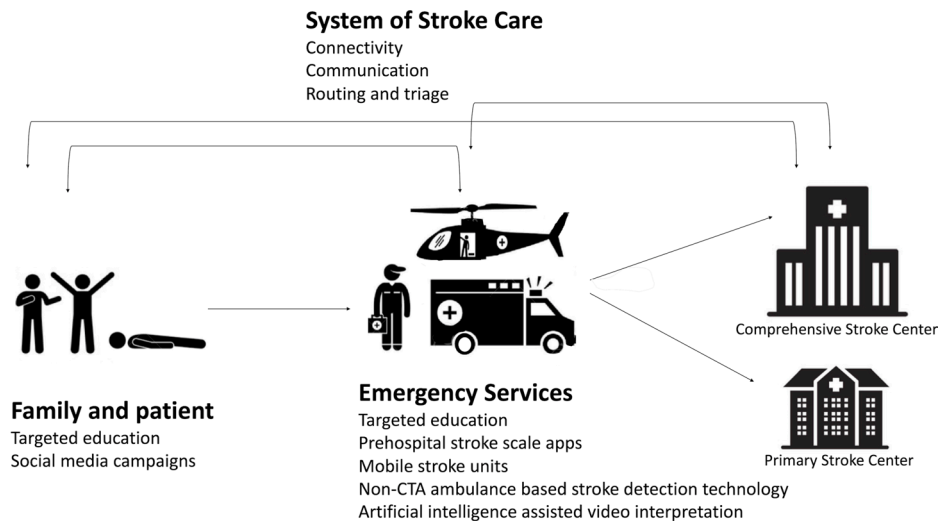 System of Stroke Care
Connectivity
Communication
Routing and triage
Family and patient
Targeted education
Social media campaigns
Emergency Services
Targeted education
Prehospital stroke scale apps
Mobile stroke units
Non-CTA ambulance based stroke detection technology
Artificial intelligence assisted video interpretation
Comprehensive Stroke Center
Primary Stroke Center